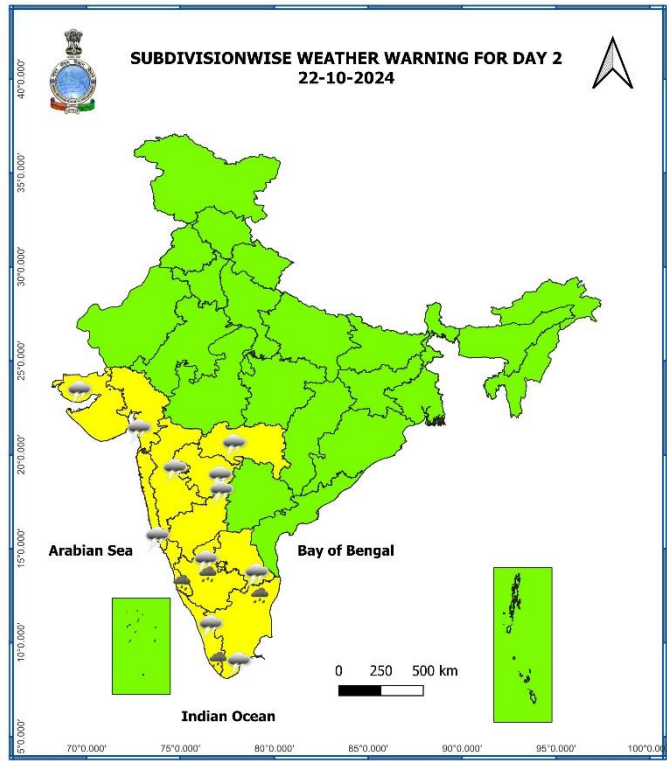 SUBDIVISIONWISE WEATHER WARNING FOR DAY 2
22-10-2024
40°0.000'
35°0.000'
30°0.000'
25°0.000'
20°0.000'
15°0.000'
10°0.000'
5°0.000'
Arabian Sea
Bay of Bengal
0 250 500 km
Indian Ocean
70°0.000' 75°0.000' 80°0.000' 85°0.000' 90°0.000' 95°0.000' 100°0.000'